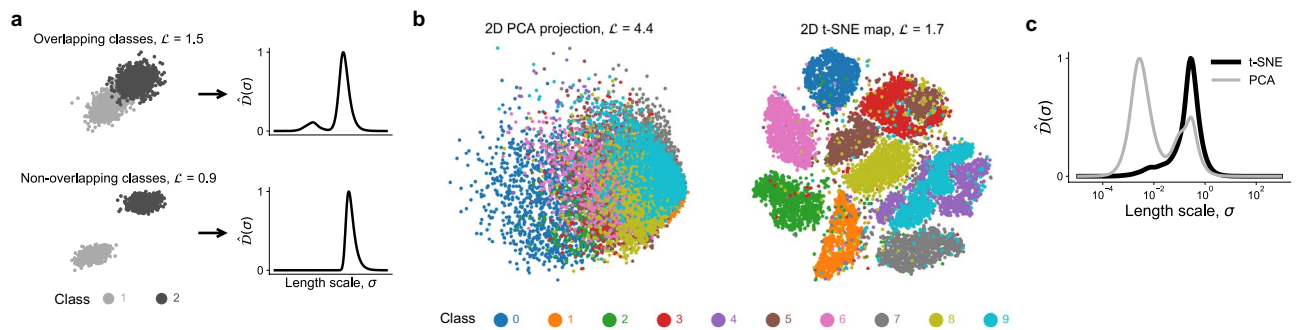 a
Overlapping classes, ℒ = 1.5
1
0
𝒟̂(σ)
Non-overlapping classes, ℒ = 0.9
1
0
𝒟̂(σ)
Length scale, σ
Class 1 2
b
2D PCA projection, ℒ = 4.4
2D t-SNE map, ℒ = 1.7
Class 0 1 2 3 4 5 6 7 8 9
c
t-SNE
PCA
1
0
𝒟̂(σ)
10⁻⁴ 10⁻² 10⁰ 10²
Length scale, σ